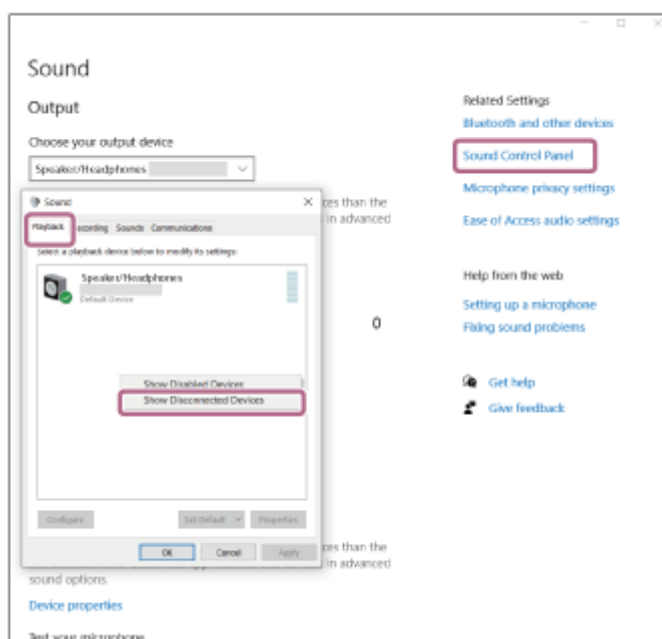 Sound
Output
Choose your output device
Speaker/Headphones
Sound
Playback
Recording
Sounds
Communications
Select a playback device below to modify its settings:
Speaker/Headphones
Default Device
Show Disabled Devices
Show Disconnected Devices
Configure
Set Default
Properties
OK
Cancel
Apply
than the
in advanced
0
than the
in advanced
sound options.
Device properties
Test your microphone
Related Settings
Bluetooth and other devices
Sound Control Panel
Microphone privacy settings
Ease of Access audio settings
Help from the web
Setting up a microphone
Fixing sound problems
Get help
Give feedback